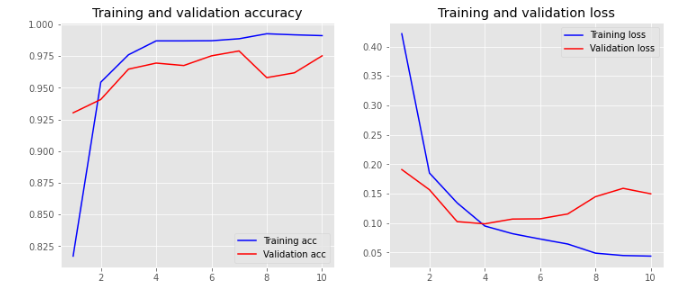 Training and validation accuracy
1.000
0.975
0.950
0.925
0.900
0.875
0.850
0.825
2 4 6 8 10
Training acc
Validation acc
Training and validation loss
0.40
0.35
0.30
0.25
0.20
0.15
0.10
0.05
2 4 6 8 10
Training loss
Validation loss